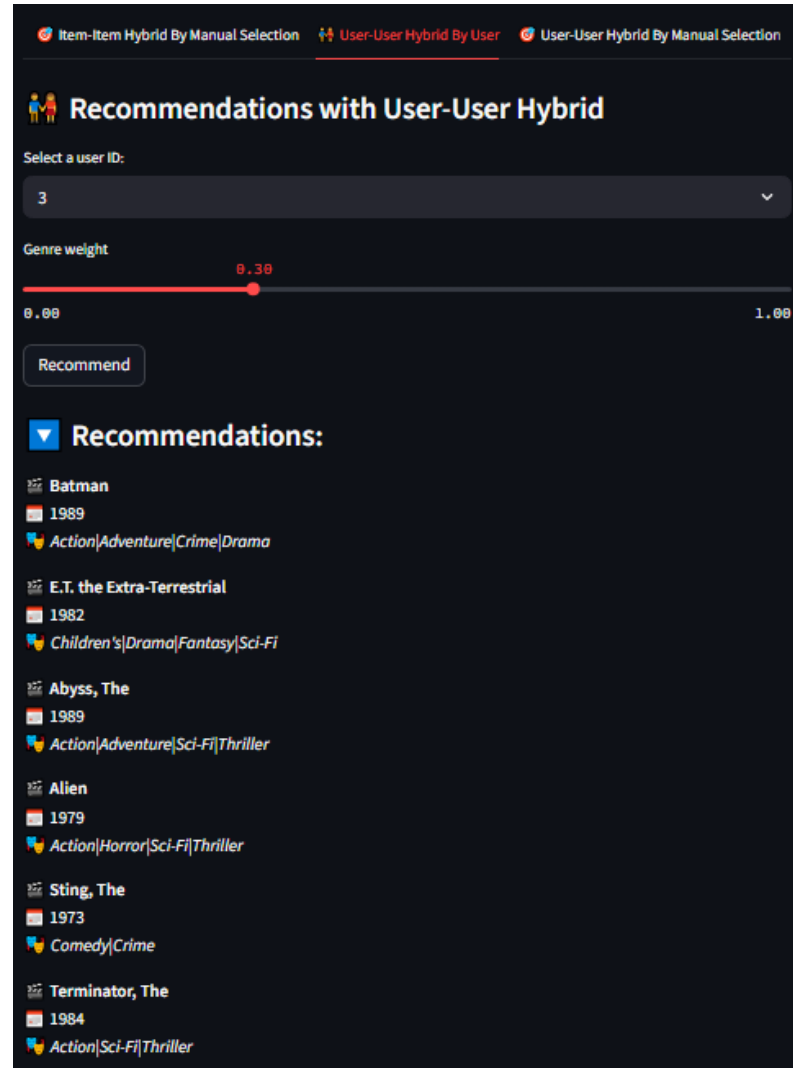 Item-Item Hybrid By Manual Selection User-User Hybrid By User User-User Hybrid By Manual Selection
Recommendations with User-User Hybrid
Select a user ID:
3
Genre weight
0.30
0.00 1.00
Recommend
Recommendations:
Batman
1989
Action|Adventure|Crime|Drama
E.T. the Extra-Terrestrial
1982
Children's|Drama|Fantasy|Sci-Fi
Abyss, The
1989
Action|Adventure|Sci-Fi|Thriller
Alien
1979
Action|Horror|Sci-Fi|Thriller
Sting, The
1973
Comedy|Crime
Terminator, The
1984
Action|Sci-Fi|Thriller